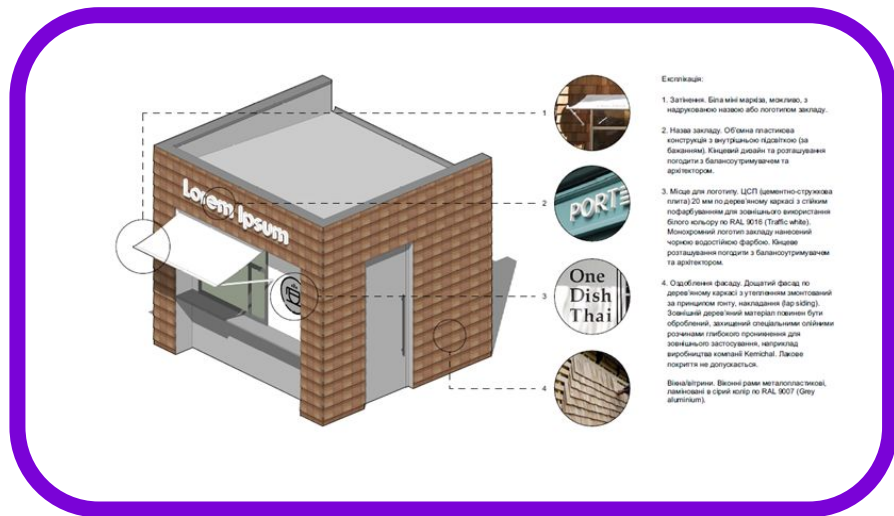 Експлікація:
1. Затінення. Біла міні маркіза, можливо, з
надрукованою назвою або логотипом закладу.
2. Назва закладу. Об'ємна пластикова
конструкція з внутрішньою підсвіткою (за
бажанням). Кінцевий дизайн та розташування
погодити з балансоутримувачем та
архітектором.
3. Місце для логотипу. ЦСП (цементно-стружкова
плита) 20 мм по дерев'яному каркасі з стійким
пофарбуванням для зовнішнього використання
білого кольору по RAL 9016 (Traffic white).
Монохромний логотип закладу нанесений
чорною водостійкою фарбою. Кінцеве
розташування погодити з балансоутримувачем
та архітектором.
4. Оздоблення фасаду. Дощатий фасад по
дерев'яному каркасі з утепленням змонтований
за принципом гонту, накладання (lap siding).
Зовнішній дерев'яний матеріал повинен бути
оброблений, захищений спеціальними олійними
розчинами глибокого проникнення для
зовнішнього застосування, наприклад
виробництва компанії Kemichal. Лакове
покриття не допускається.
Вікна/вітрини. Віконні рами металопластикові,
ламіновані в сірий колір по RAL 9007 (Grey
aluminium).
Lorem Ipsum
1
2
3
4
PORTE
One
Dish
Thai